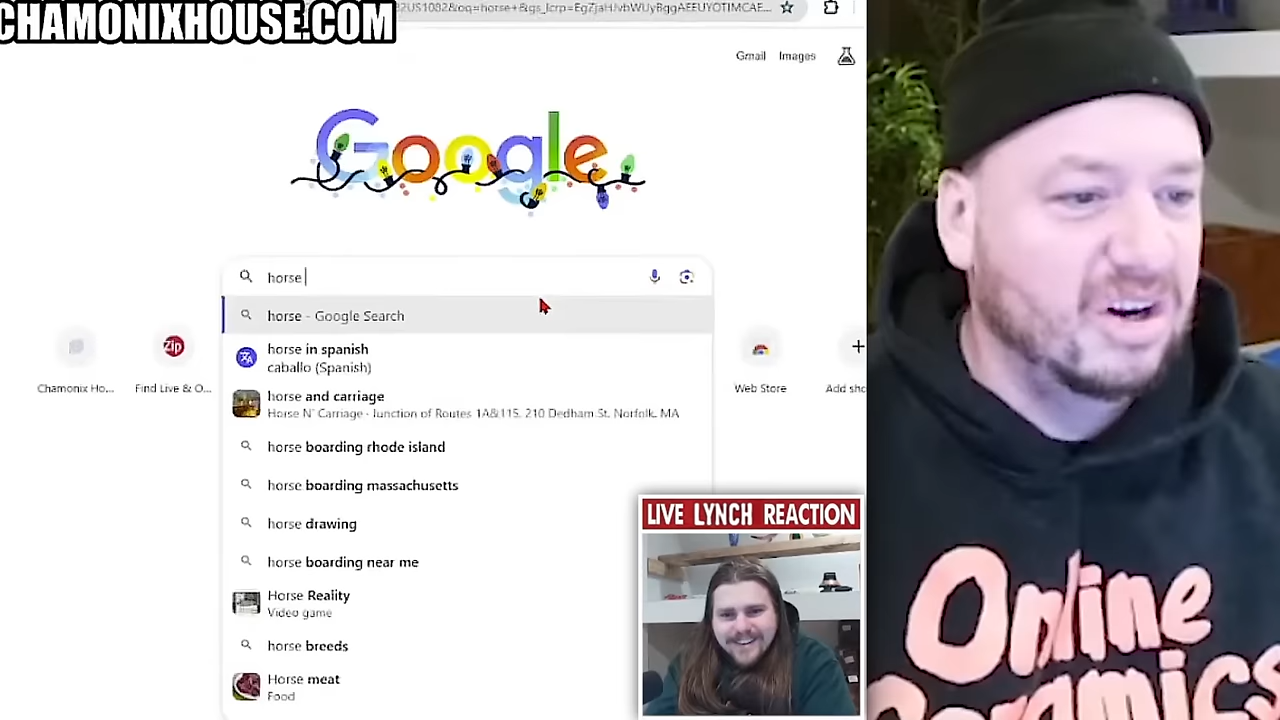 CHAMONIXHOUSE.COM
Gmail Images
Google
horse
horse - Google Search
horse in spanish
caballo (Spanish)
horse and carriage
Horse N' Carriage · Junction of Routes 1A&115, 210 Dedham St, Norfolk, MA
horse boarding rhode island
horse boarding massachusetts
horse drawing
horse boarding near me
Horse Reality
Video game
horse breeds
Horse meat
Food
Zip
Chamonix Ho...
Find Live & O...
Web Store
Add sho
LIVE LYNCH REACTION
Online
Ceramics